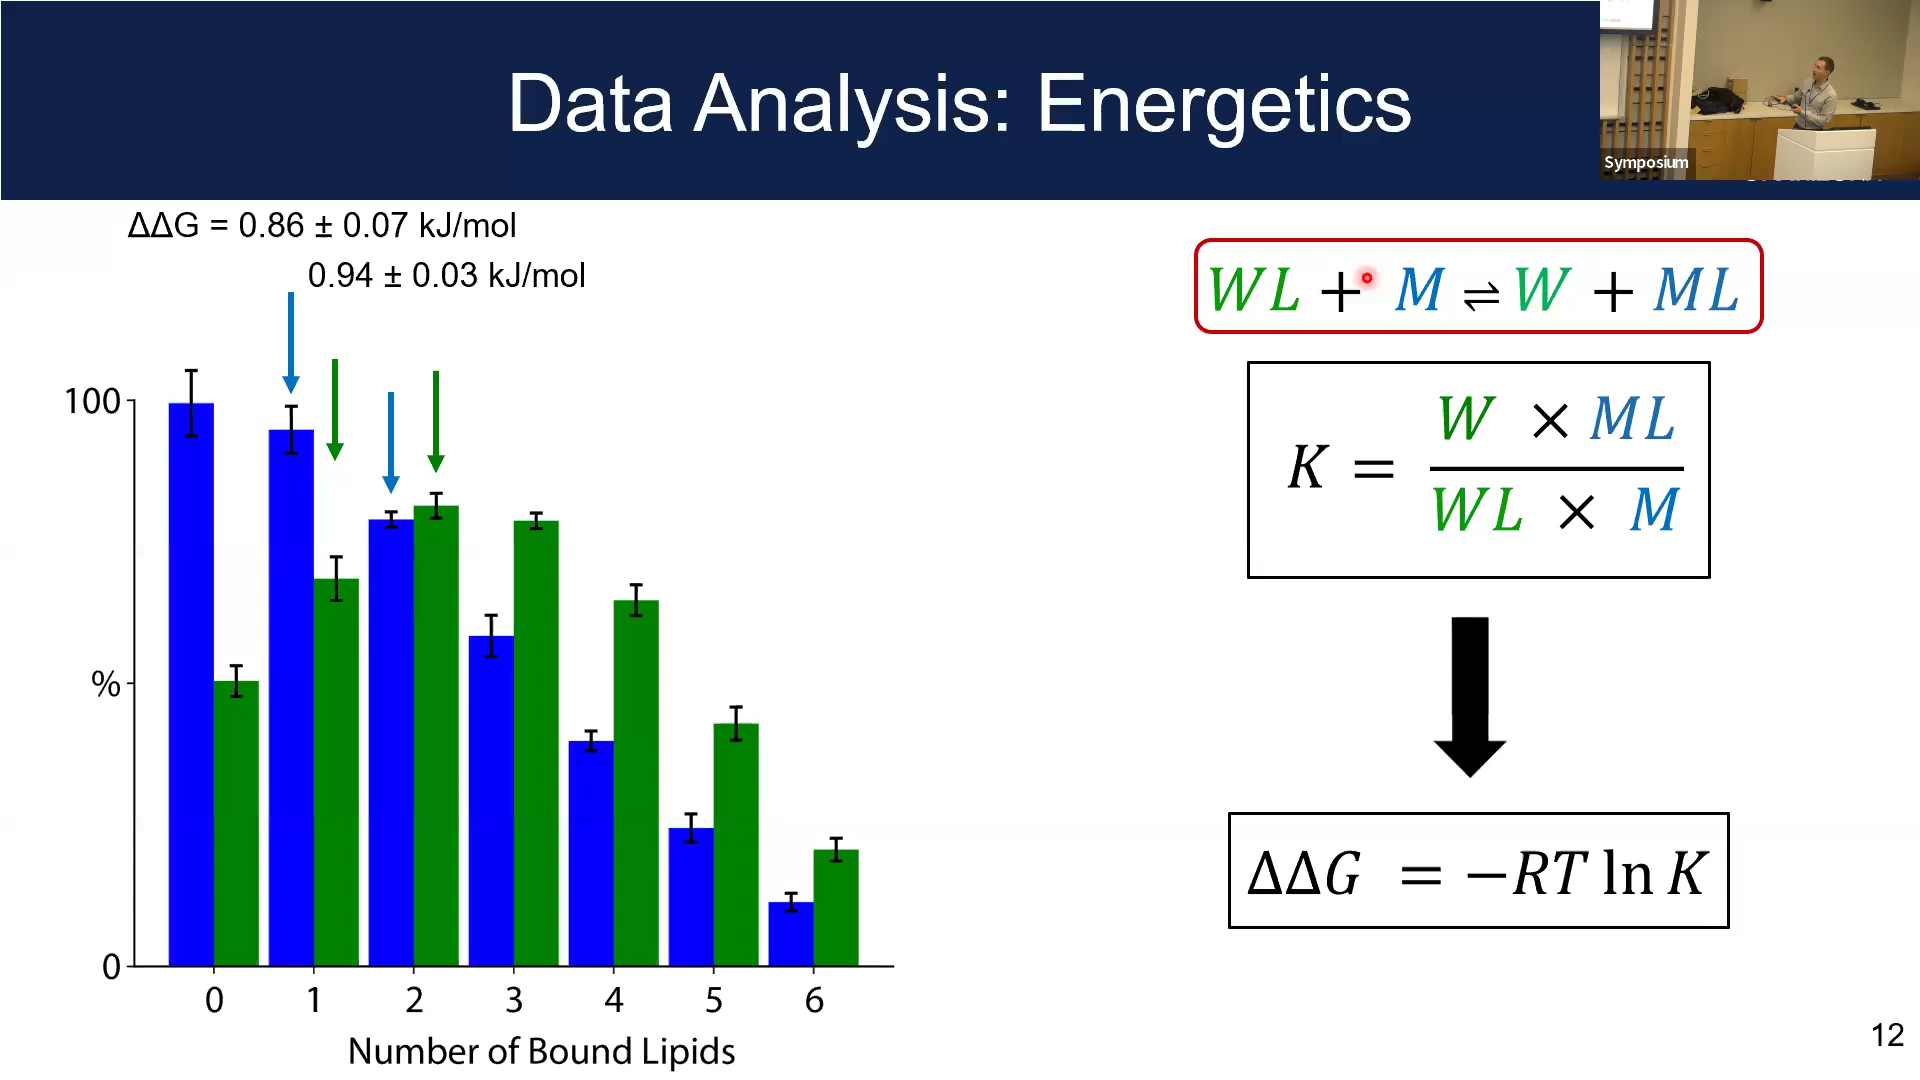 Data Analysis: Energetics
Symposium
ΔΔG = 0.86 ± 0.07 kJ/mol
0.94 ± 0.03 kJ/mol
100
%
0
0 1 2 3 4 5 6
Number of Bound Lipids
WL + M ⇌ W + ML
K = W × ML / WL × M
ΔΔG = −RT ln K
12